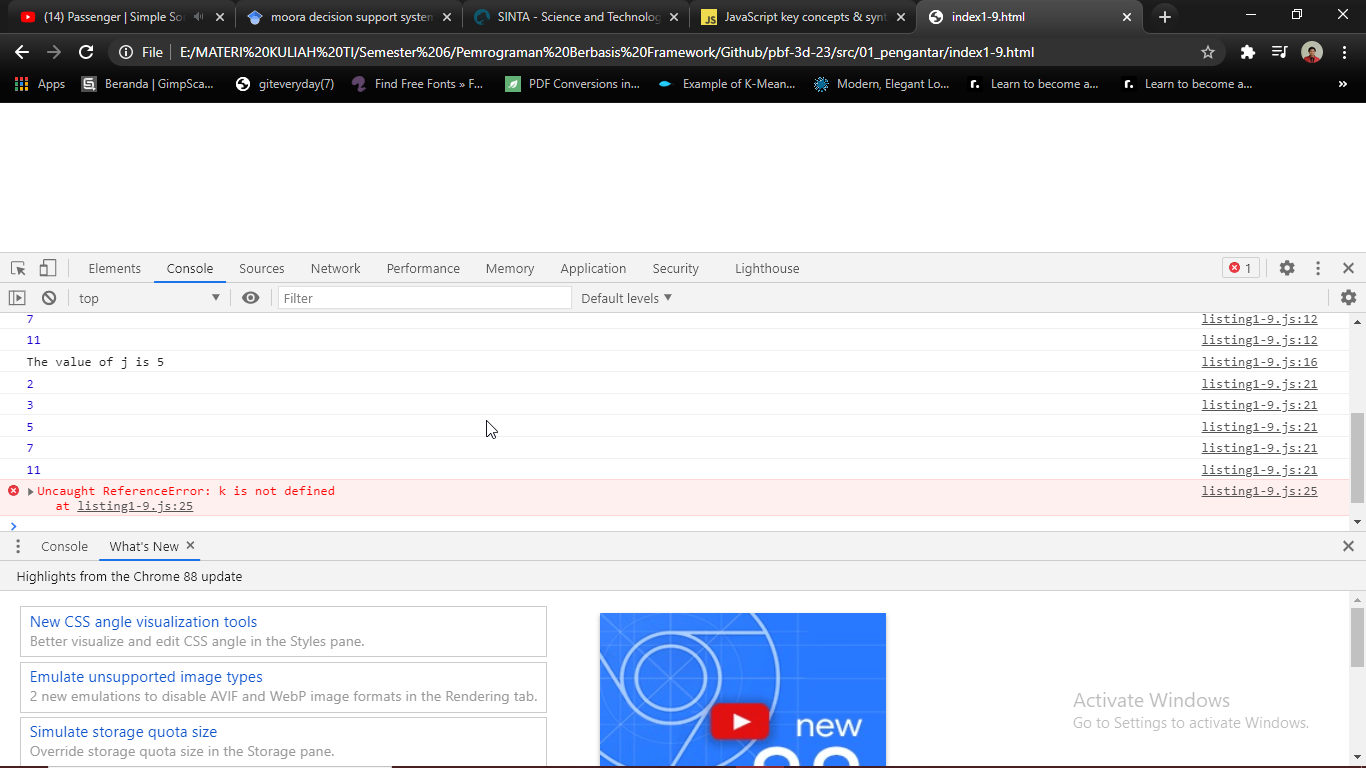 (14) Passenger | Simple So
moora decision support system
SINTA - Science and Technolog
JavaScript key concepts & synt
index1-9.html
File | E:/MATERI%20KULIAH%20TI/Semester%206/Pemrograman%20Berbasis%20Framework/Github/pbf-3d-23/src/01_pengantar/index1-9.html
Apps
Beranda | GimpSca...
giteveryday(7)
Find Free Fonts » F...
PDF Conversions in...
Example of K-Mean...
Modern, Elegant Lo...
Learn to become a...
Learn to become a...
»
Elements Console Sources Network Performance Memory Application Security Lighthouse 1
top Filter Default levels
7 listing1-9.js:12
11 listing1-9.js:12
The value of j is 5 listing1-9.js:16
2 listing1-9.js:21
3 listing1-9.js:21
5 listing1-9.js:21
7 listing1-9.js:21
11 listing1-9.js:21
Uncaught ReferenceError: k is not defined listing1-9.js:25
at listing1-9.js:25
Console What's New
Highlights from the Chrome 88 update
New CSS angle visualization tools
Better visualize and edit CSS angle in the Styles pane.
Emulate unsupported image types
2 new emulations to disable AVIF and WebP image formats in the Rendering tab.
Simulate storage quota size
Override storage quota size in the Storage pane.
new
88
Activate Windows
Go to Settings to activate Windows.